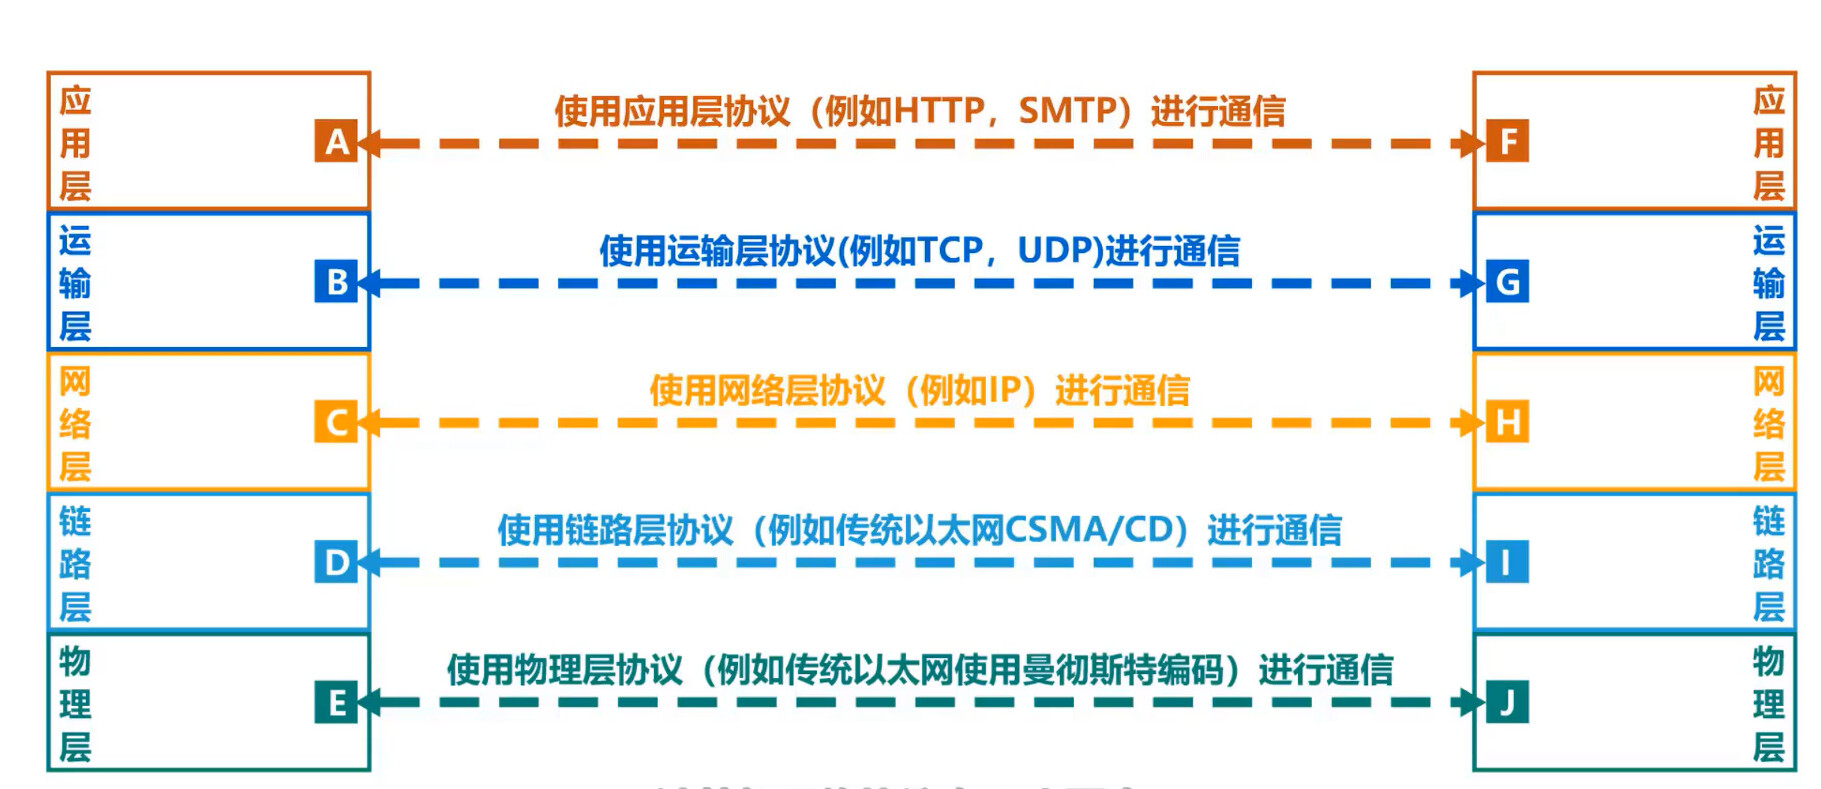 应用层
A
使用应用层协议（例如HTTP，SMTP）进行通信
F
应用层
运输层
B
使用运输层协议(例如TCP，UDP)进行通信
G
运输层
网络层
C
使用网络层协议（例如IP）进行通信
H
网络层
链路层
D
使用链路层协议（例如传统以太网CSMA/CD）进行通信
I
链路层
物理层
E
使用物理层协议（例如传统以太网使用曼彻斯特编码）进行通信
J
物理层